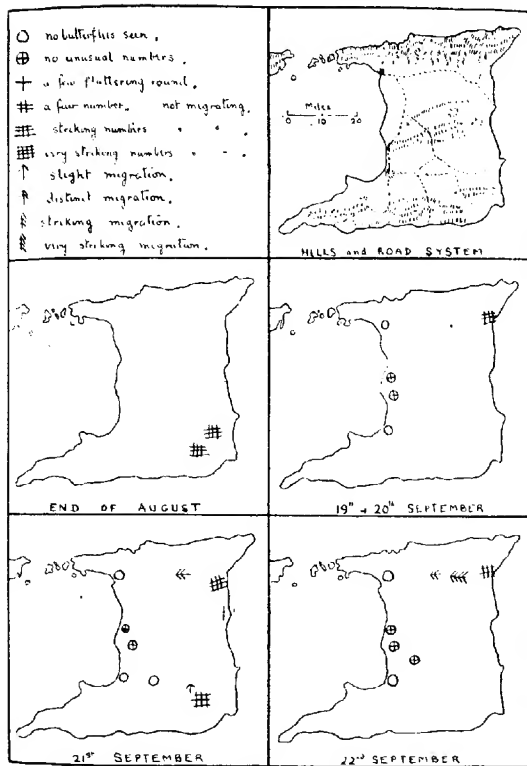 no butterflies seen.
no unusual numbers.
a few fluttering round.
a fair number. not migrating.
striking numbers " " .
very striking numbers " - .
slight migration.
distinct migration.
striking migration.
very striking migration.
Miles
0 10 20
HILLS and ROAD SYSTEM
END OF AUGUST
19th + 20th SEPTEMBER
21st SEPTEMBER
22nd SEPTEMBER